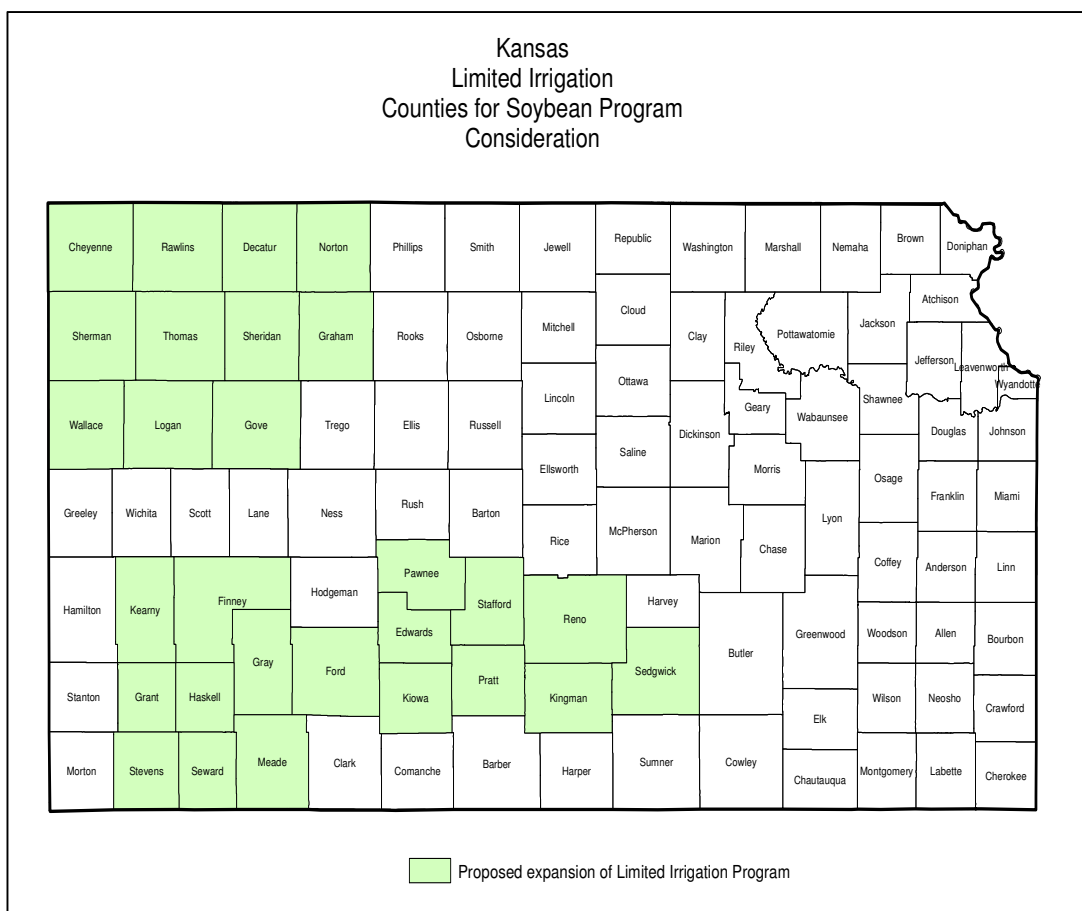 Kansas
Limited Irrigation
Counties for Soybean Program
Consideration
Cheyenne
Rawlins
Decatur
Norton
Phillips
Smith
Jewell
Republic
Washington
Marshall
Nemaha
Brown
Doniphan
Atchison
Sherman
Thomas
Sheridan
Graham
Rooks
Osborne
Mitchell
Cloud
Clay
Riley
Pottawatomie
Jackson
Jefferson
Leavenworth
Wyandotte
Ottawa
Lincoln
Geary
Wabaunsee
Shawnee
Wallace
Logan
Gove
Trego
Ellis
Russell
Saline
Dickinson
Douglas
Johnson
Ellsworth
Morris
Osage
Franklin
Miami
Greeley
Wichita
Scott
Lane
Ness
Rush
Barton
Rice
McPherson
Marion
Chase
Lyon
Coffey
Anderson
Linn
Hamilton
Kearny
Finney
Hodgeman
Pawnee
Stafford
Edwards
Reno
Harvey
Butler
Greenwood
Woodson
Allen
Bourbon
Stanton
Grant
Haskell
Gray
Ford
Kiowa
Pratt
Kingman
Sedgwick
Elk
Wilson
Neosho
Crawford
Morton
Stevens
Seward
Meade
Clark
Comanche
Barber
Harper
Sumner
Cowley
Chautauqua
Montgomery
Labette
Cherokee
Proposed expansion of Limited Irrigation Program